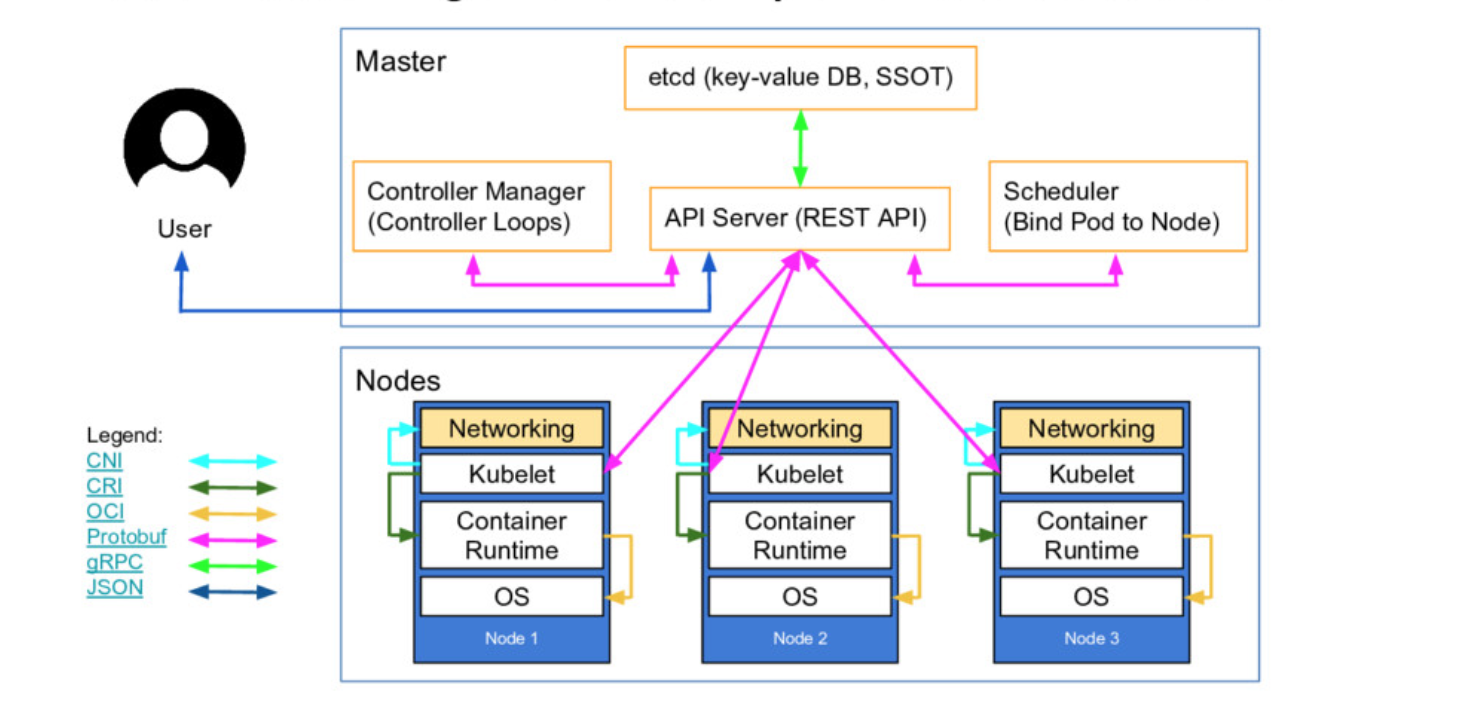 Master
etcd (key-value DB, SSOT)
Controller Manager
(Controller Loops)
API Server (REST API)
Scheduler
(Bind Pod to Node)
User
Nodes
Networking
Kubelet
Container
Runtime
OS
Node 1
Networking
Kubelet
Container
Runtime
OS
Node 2
Networking
Kubelet
Container
Runtime
OS
Node 3
Legend:
CNI
CRI
OCI
Protobuf
gRPC
JSON